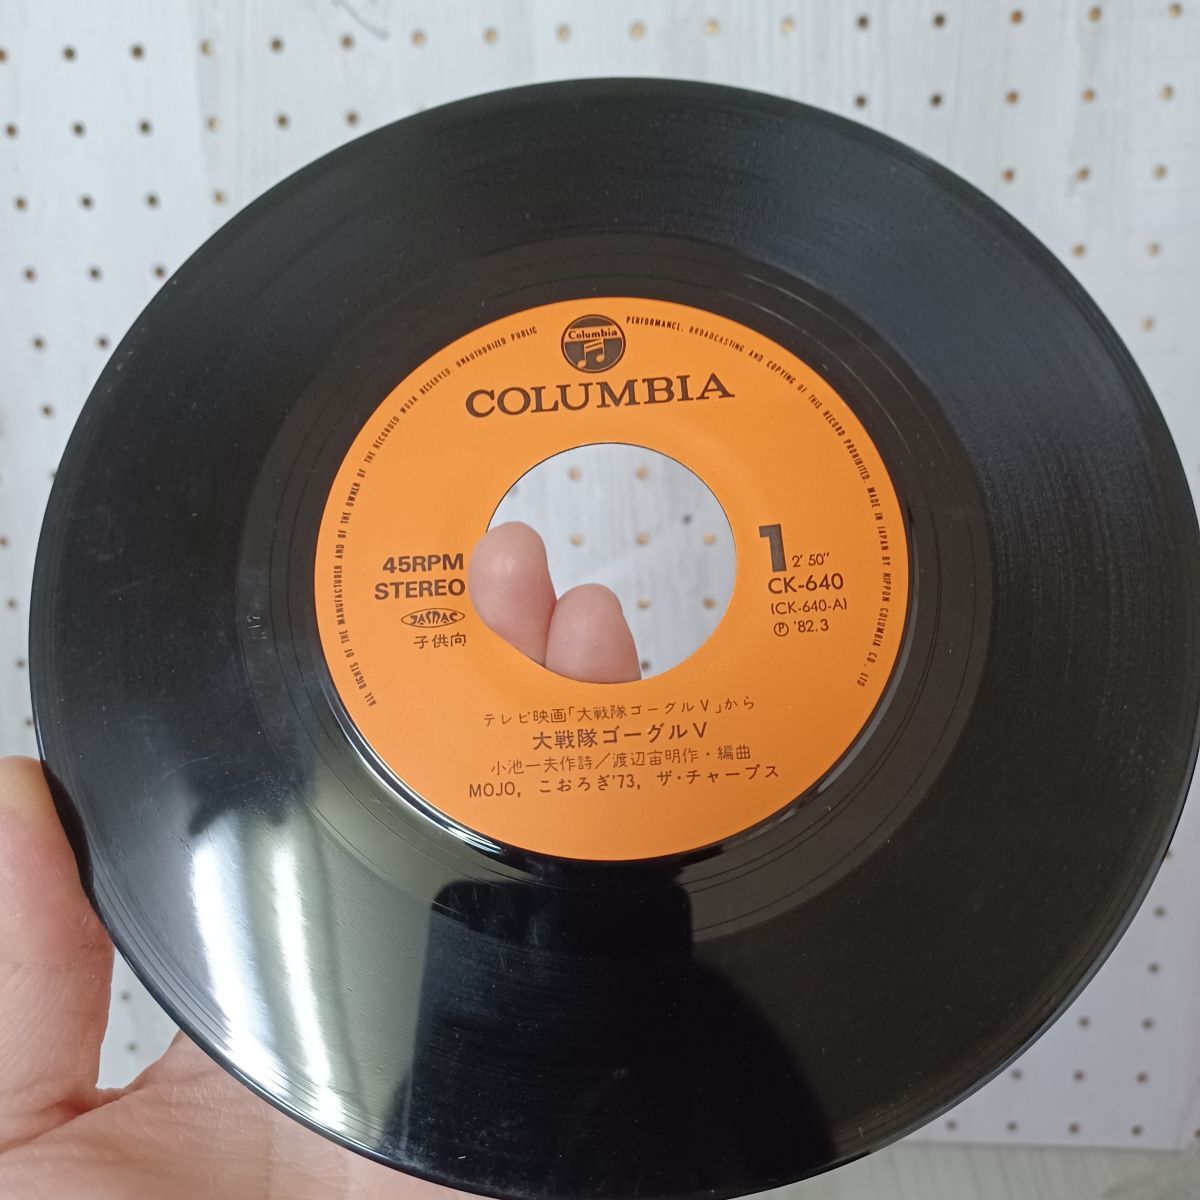 ALL RIGHTS OF THE MANUFACTURER AND OF THE OWNER OF THE RECORDED WORK RESERVED. UNAUTHORIZED PUBLIC PERFORMANCE, BROADCASTING AND COPYING OF THIS RECORD PROHIBITED. MADE IN JAPAN BY NIPPON COLUMBIA CO., LTD
Columbia
COLUMBIA
45RPM
STEREO
JASRAC
子供向
1
2' 50"
CK-640
(CK-640-A)
Ⓟ '82.3
テレビ映画「大戦隊ゴーグルV」から
大戦隊ゴーグルV
小池一夫作詩/渡辺宙明作・編曲
MOJO, こおろぎ'73, ザ・チャープス